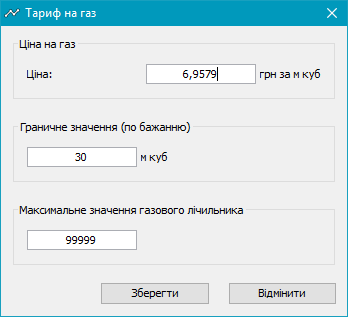 Тариф на газ
Ціна на газ
Ціна: 6,9579 грн за м куб
Граничне значення (по бажанню)
30 м куб
Максимальне значення газового лічильника
99999
Зберегти Відмінити